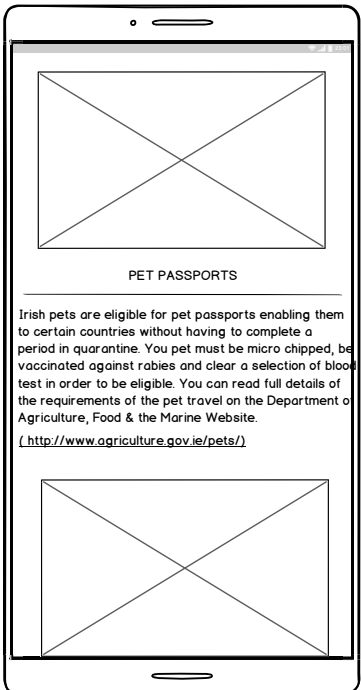 23:01
PET PASSPORTS
Irish pets are eligible for pet passports enabling them
to certain countries without having to complete a
period in quarantine. You pet must be micro chipped, be
vaccinated against rabies and clear a selection of blood
test in order to be eligible. You can read full details of
the requirements of the pet travel on the Department of
Agriculture, Food & the Marine Website.
( http://www.agriculture.gov.ie/pets/)